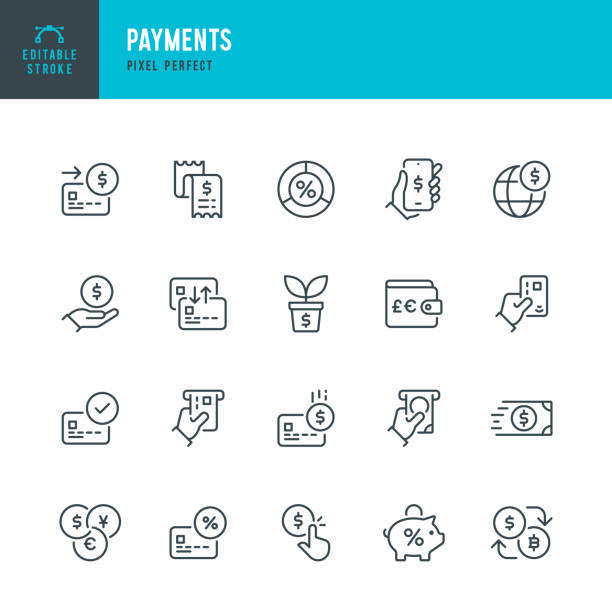 EDITABLE
STROKE
PAYMENTS
PIXEL PERFECT
$ $ % $ $
$ $ £€
$ $
$ ¥ € % $ % $ ₿